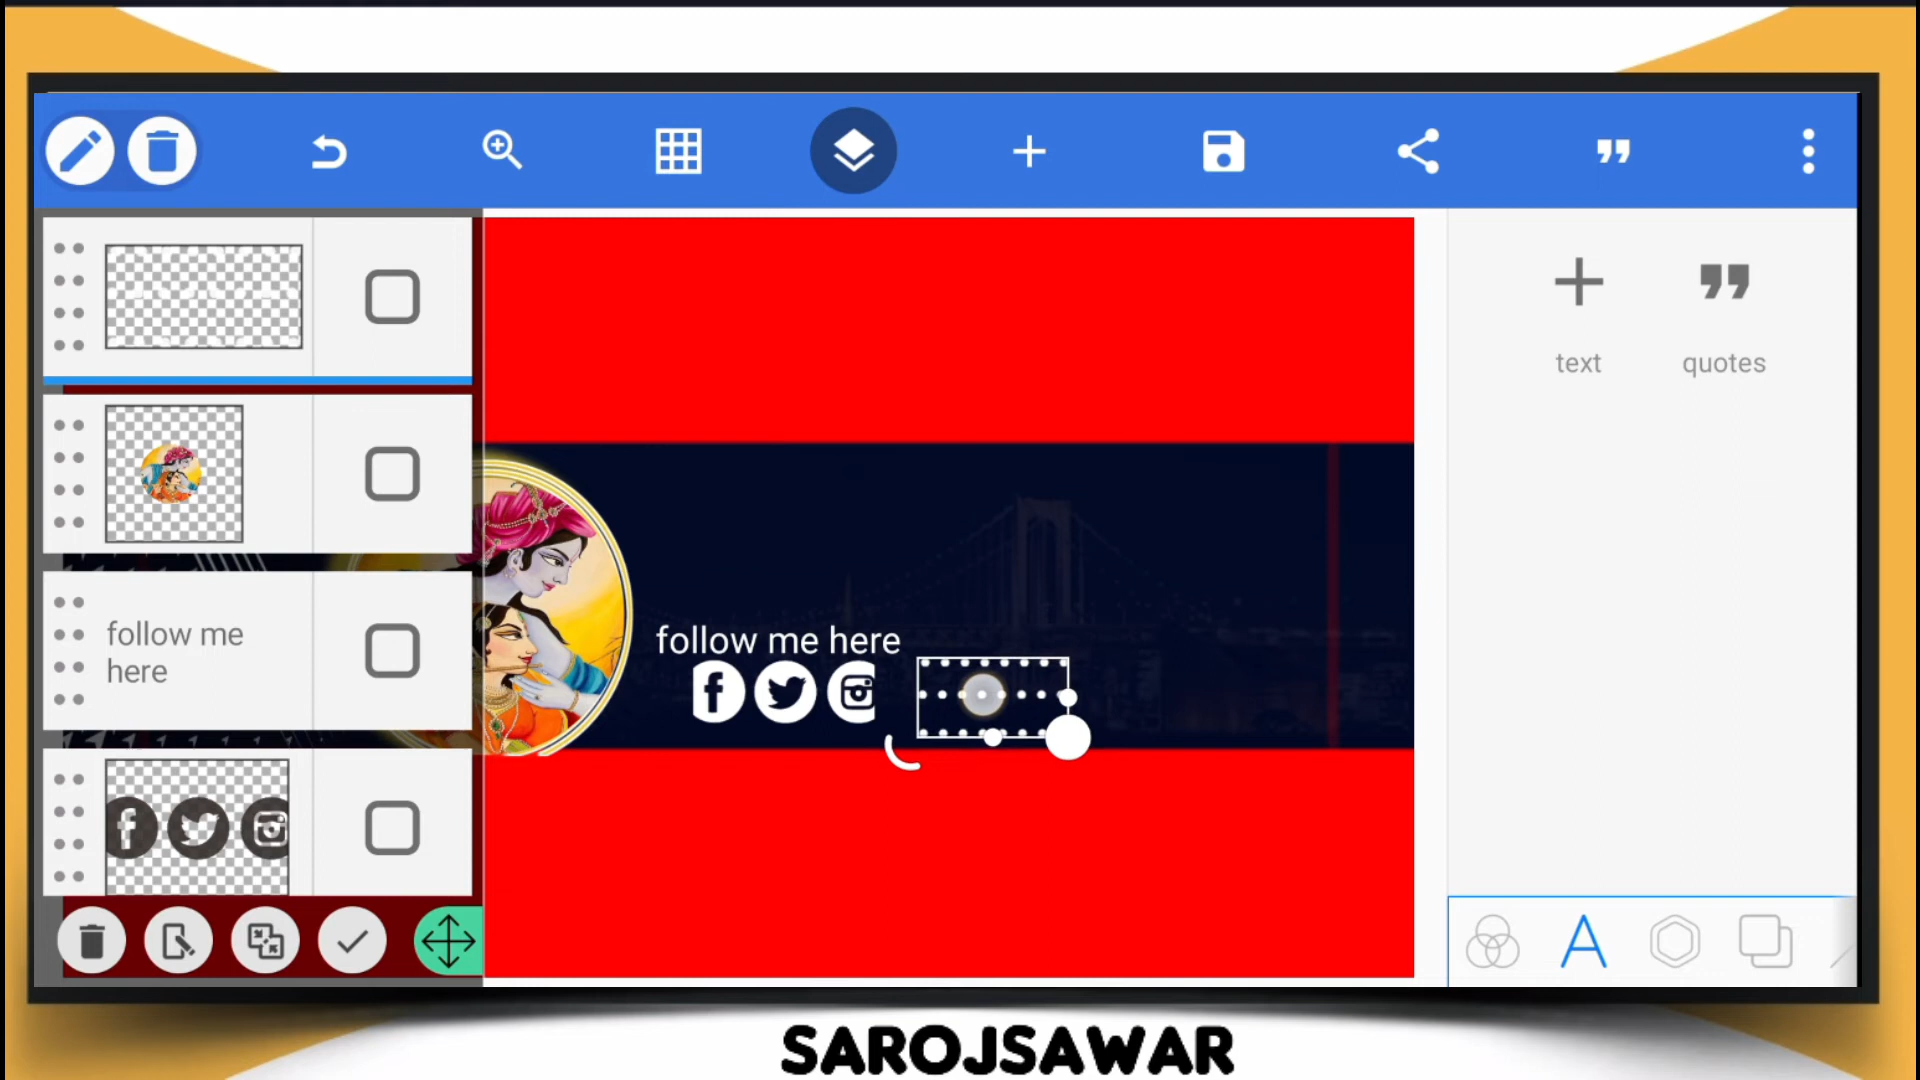 follow me
here
follow me here
text
quotes
SAROJSAWAR